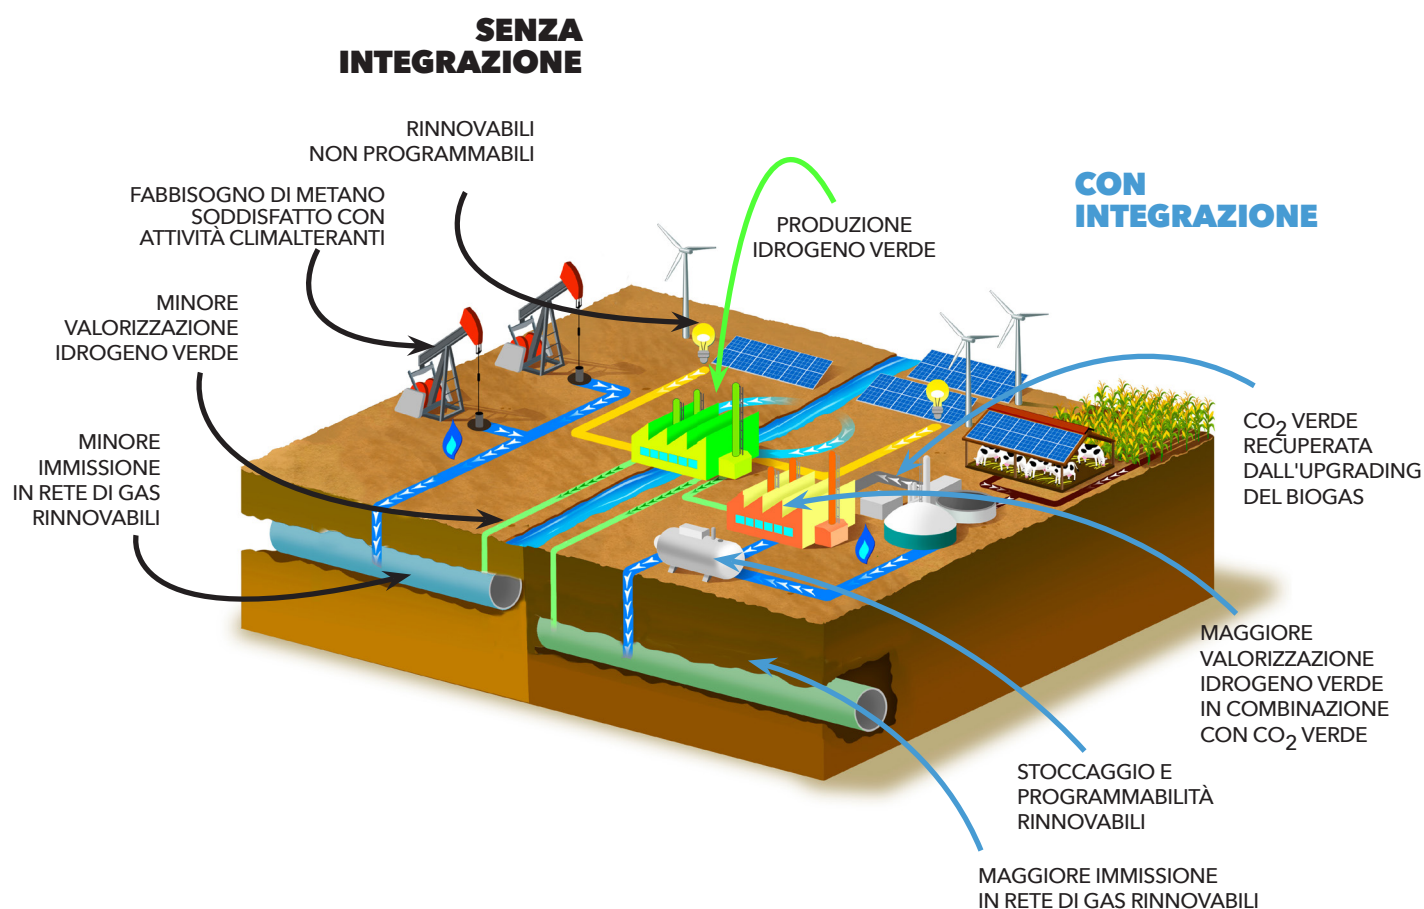 SENZA
INTEGRAZIONE
RINNOVABILI
NON PROGRAMMABILI
FABBISOGNO DI METANO
SODDISFATTO CON
ATTIVITÀ CLIMALTERANTI
MINORE
VALORIZZAZIONE
IDROGENO VERDE
MINORE
IMMISSIONE
IN RETE DI GAS
RINNOVABILI
PRODUZIONE
IDROGENO VERDE
CON
INTEGRAZIONE
CO2 VERDE
RECUPERATA
DALL'UPGRADING
DEL BIOGAS
MAGGIORE
VALORIZZAZIONE
IDROGENO VERDE
IN COMBINAZIONE
CON CO2 VERDE
STOCCAGGIO E
PROGRAMMABILITÀ
RINNOVABILI
MAGGIORE IMMISSIONE
IN RETE DI GAS RINNOVABILI